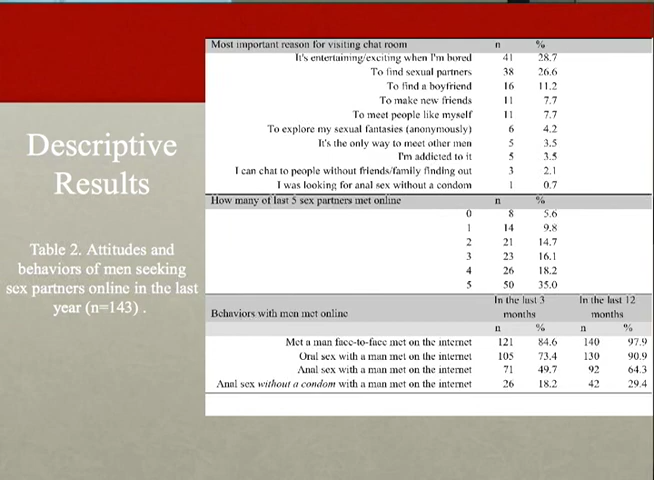 Descriptive
Results
Table 2. Attitudes and
behaviors of men seeking
sex partners online in the last
year (n=143) .
Most important reason for visiting chat room n %
It's entertaining/exciting when I'm bored 41 28.7
To find sexual partners 38 26.6
To find a boyfriend 16 11.2
To make new friends 11 7.7
To meet people like myself 11 7.7
To explore my sexual fantasies (anonymously) 6 4.2
It's the only way to meet other men 5 3.5
I'm addicted to it 5 3.5
I can chat to people without friends/family finding out 3 2.1
I was looking for anal sex without a condom 1 0.7
How many of last 5 sex partners met online n %
0 8 5.6
1 14 9.8
2 21 14.7
3 23 16.1
4 26 18.2
5 50 35.0
In the last 3 In the last 12
Behaviors with men met online months months
n % n %
Met a man face-to-face met on the internet 121 84.6 140 97.9
Oral sex with a man met on the internet 105 73.4 130 90.9
Anal sex with a man met on the internet 71 49.7 92 64.3
Anal sex without a condom with a man met on the internet 26 18.2 42 29.4